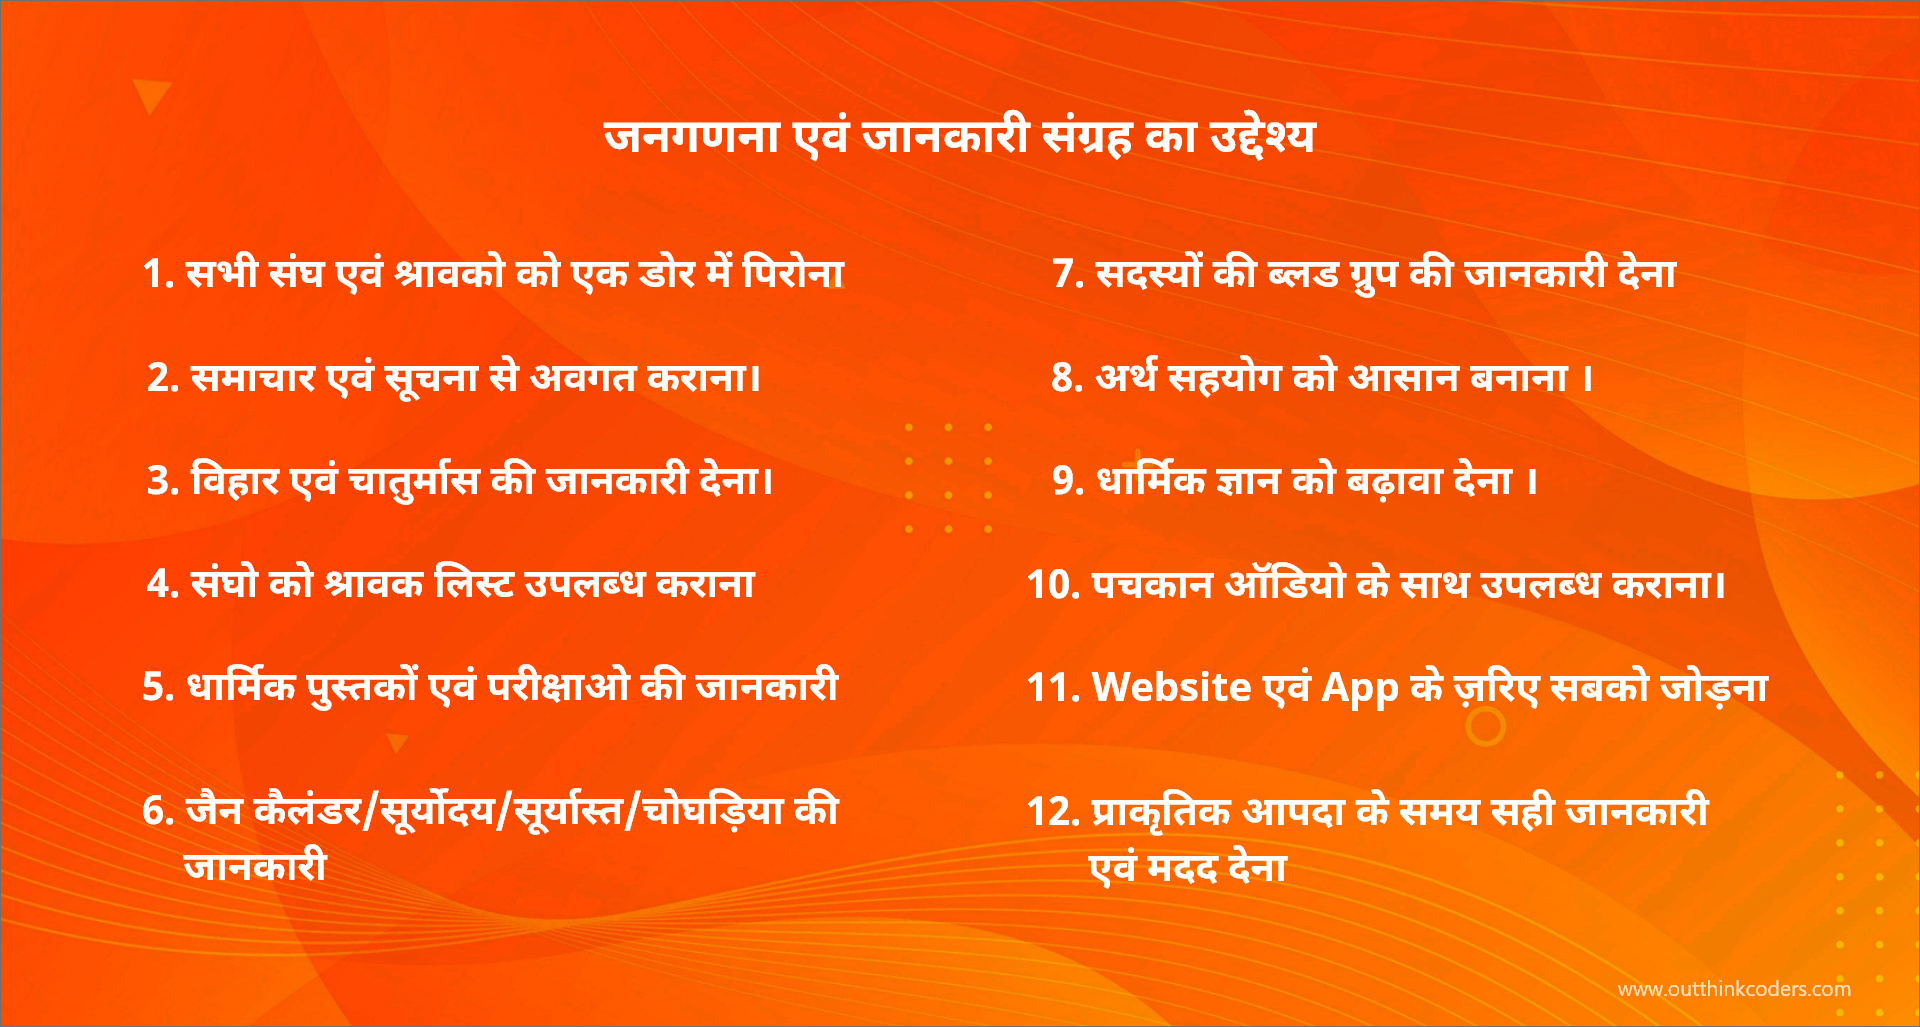 जनगणना एवं जानकारी संग्रह का उद्देश्य
1. सभी संघ एवं श्रावको को एक डोर में पिरोना
2. समाचार एवं सूचना से अवगत कराना।
3. विहार एवं चातुर्मास की जानकारी देना।
4. संघो को श्रावक लिस्ट उपलब्ध कराना
5. धार्मिक पुस्तकों एवं परीक्षाओ की जानकारी
6. जैन कैलंडर/सूर्योदय/सूर्यास्त/चोघड़िया की
जानकारी
7. सदस्यों की ब्लड ग्रुप की जानकारी देना
8. अर्थ सहयोग को आसान बनाना ।
9. धार्मिक ज्ञान को बढ़ावा देना ।
10. पचकान ऑडियो के साथ उपलब्ध कराना।
11. Website एवं App के ज़रिए सबको जोड़ना
12. प्राकृतिक आपदा के समय सही जानकारी
एवं मदद देना
www.outthinkcoders.com